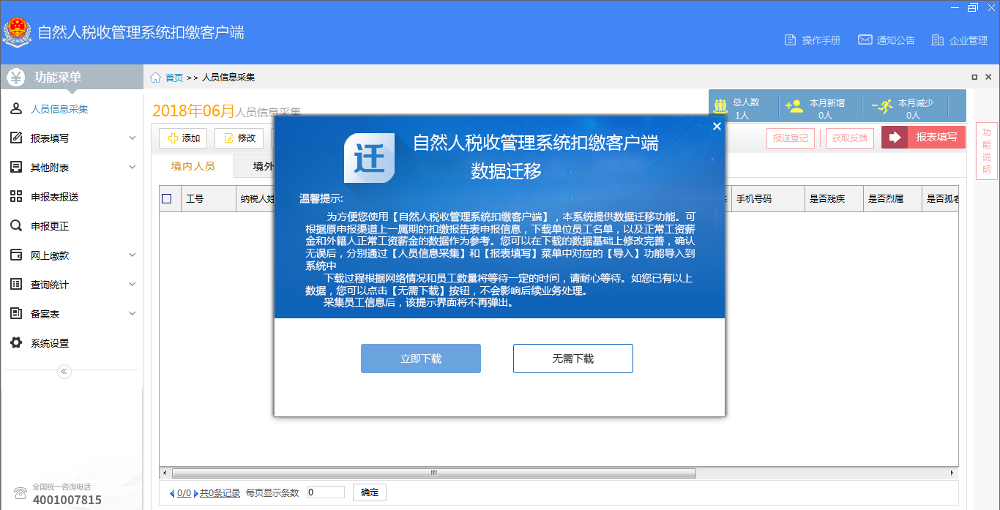 自然人税收管理系统扣缴客户端
操作手册
通知公告
企业管理
功能菜单
首页 >> 人员信息采集
人员信息采集
报表填写
其他附表
申报表报送
申报更正
网上缴款
查询统计
备案表
系统设置
全国统一咨询电话
4001007815
2018年06月人员信息采集
总人数
1人
本月新增
0人
本月减少
0人
添加
修改
报送登记
获取反馈
报表填写
功能说明
境内人员
境外
工号
纳税人姓
手机号码
是否残疾
是否烈属
是否孤老
迁
自然人税收管理系统扣缴客户端
数据迁移
温馨提示:
为方便您使用【自然人税收管理系统扣缴客户端】，本系统提供数据迁移功能。可
根据原申报渠道上一属期的扣缴报告表申报信息，下载单位员工名单，以及正常工资薪
金和外籍人正常工资薪金的数据作为参考。您可以在下载的数据基础上修改完善，确认
无误后，分别通过【人员信息采集】和【报表填写】菜单中对应的【导入】功能导入到
系统中
下载过程根据网络情况和员工数量将等待一定的时间，请耐心等待。如您已有以上
数据，您可以点击【无需下载】按钮，不会影响后续业务处理。
采集员工信息后，该提示界面将不再弹出。
立即下载
无需下载
0/0 共0条记录 每页显示条数 0 确定